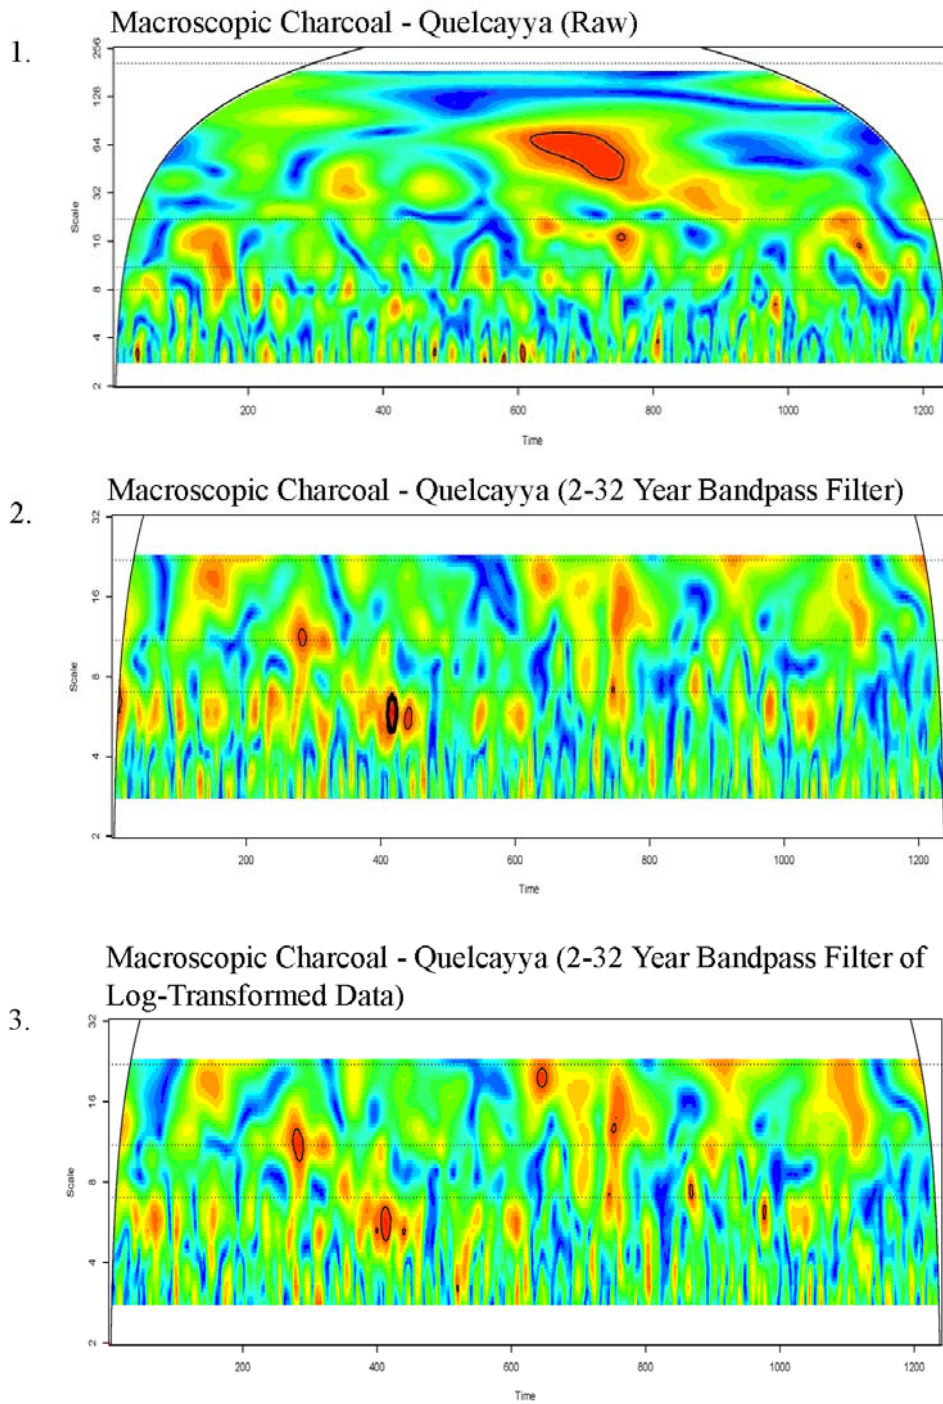 Macroscopic Charcoal - Quelcayya (Raw)
1.
256
128
64
32
16
8
4
2
Scale
200 400 600 800 1000 1200
Time
Macroscopic Charcoal - Quelcayya (2-32 Year Bandpass Filter)
2.
32
16
8
4
2
Scale
200 400 600 800 1000 1200
Time
Macroscopic Charcoal - Quelcayya (2-32 Year Bandpass Filter of
Log-Transformed Data)
3.
32
16
8
4
2
Scale
200 400 600 800 1000 1200
Time